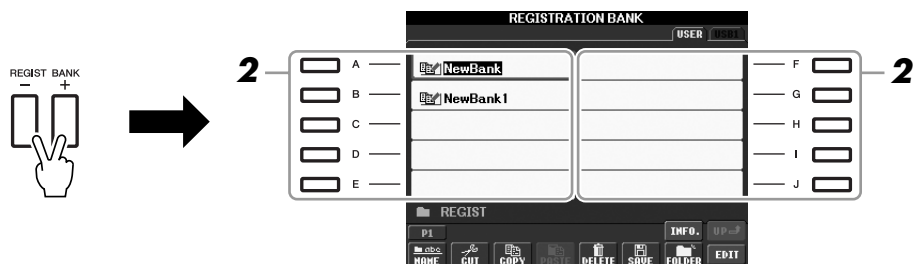 REGISTRATION BANK
USER USB1
REGIST BANK
- +
2 2
A NewBank F
B NewBank1 G
C H
D I
E J
REGIST
P1 INFO. UP
abc
NAME CUT COPY PASTE DELETE SAVE FOLDER EDIT